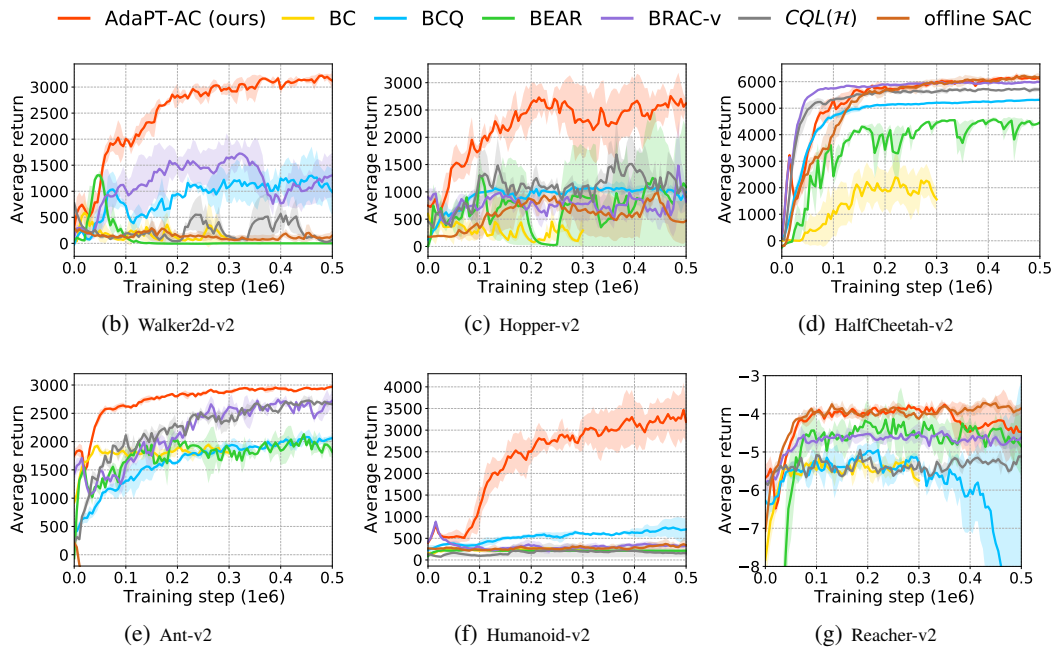 AdaPT-AC (ours) BC BCQ BEAR BRAC-v CQL(H) offline SAC
Average return
3000
2500
2000
1500
1000
500
0
0.0 0.1 0.2 0.3 0.4 0.5
Training step (1e6)
(b) Walker2d-v2
Average return
3000
2500
2000
1500
1000
500
0
0.0 0.1 0.2 0.3 0.4 0.5
Training step (1e6)
(c) Hopper-v2
Average return
6000
5000
4000
3000
2000
1000
0
0.0 0.1 0.2 0.3 0.4 0.5
Training step (1e6)
(d) HalfCheetah-v2
Average return
3000
2500
2000
1500
1000
500
0
0.0 0.1 0.2 0.3 0.4 0.5
Training step (1e6)
(e) Ant-v2
Average return
4000
3500
3000
2500
2000
1500
1000
500
0
0.0 0.1 0.2 0.3 0.4 0.5
Training step (1e6)
(f) Humanoid-v2
Average return
−3
−4
−5
−6
−7
−8
0.0 0.1 0.2 0.3 0.4 0.5
Training step (1e6)
(g) Reacher-v2